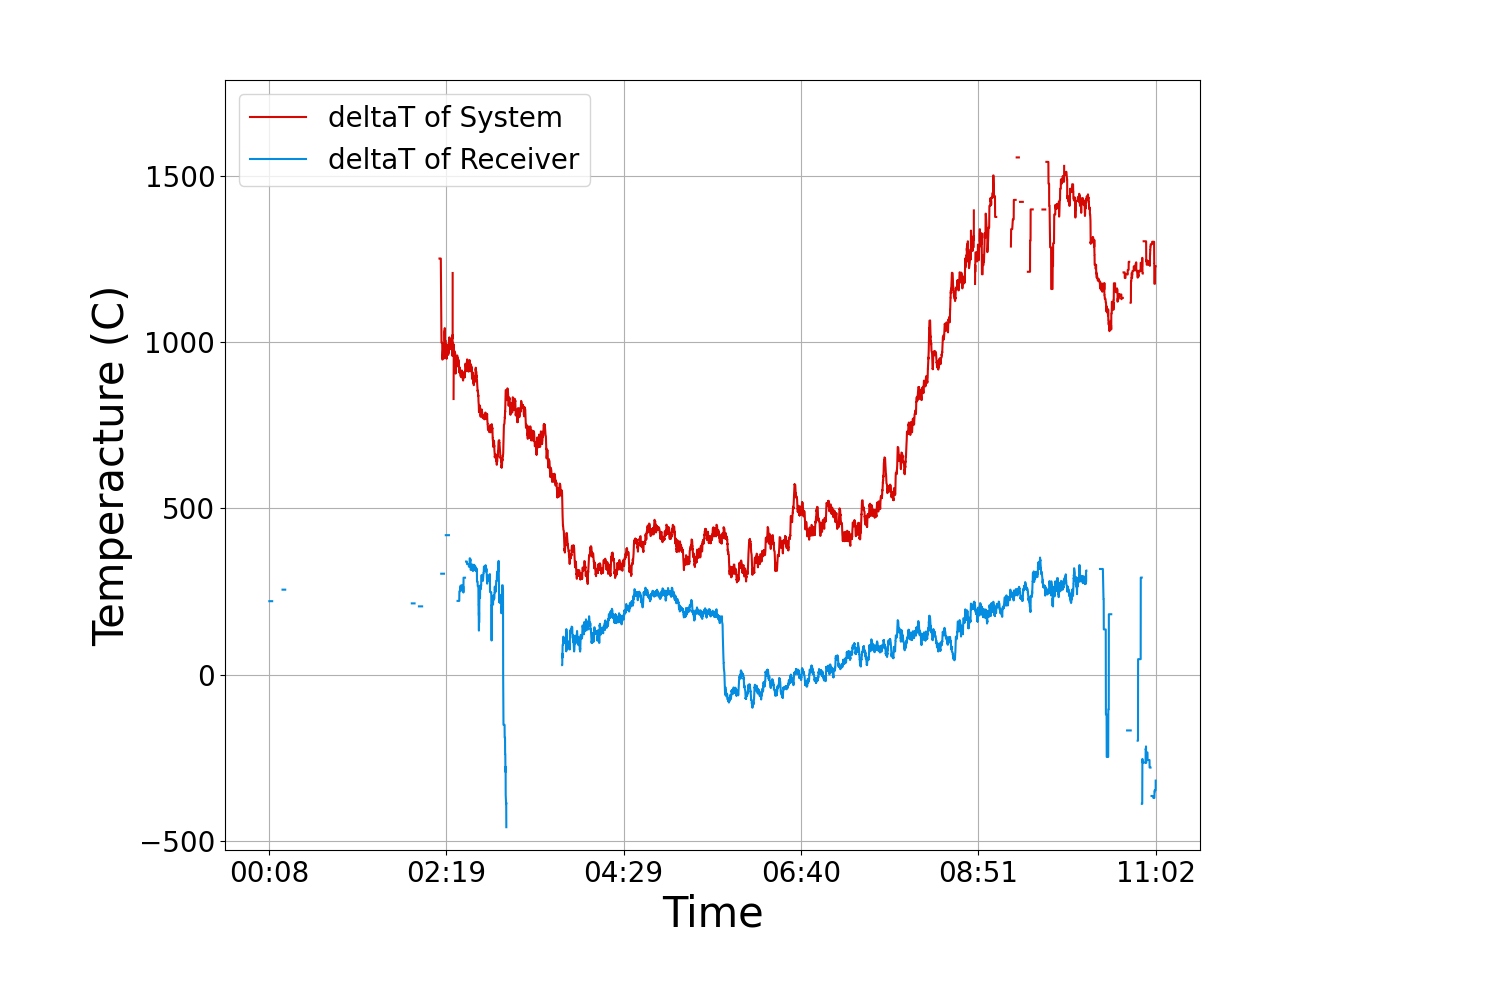 deltaT of System
deltaT of Receiver
Temperacture (C)
1500
1000
500
0
−500
00:08 02:19 04:29 06:40 08:51 11:02
Time